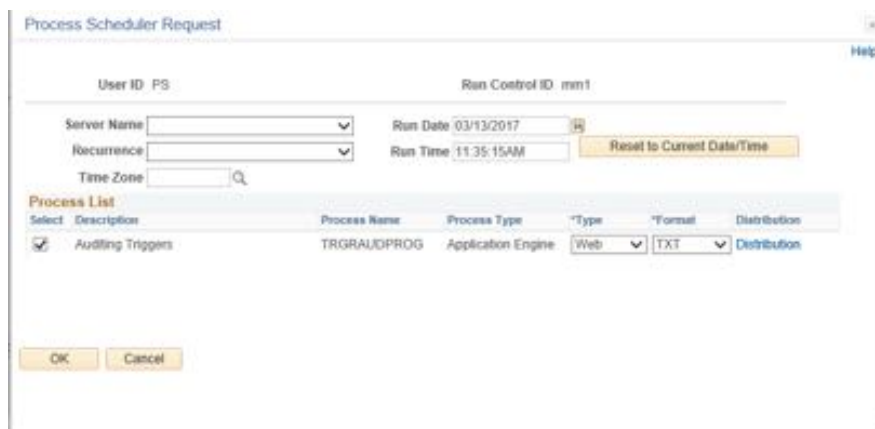 Process Scheduler Request
Help
User ID PS Run Control ID mm1
Server Name Run Date 03/13/2017
Recurrence Run Time 11:35:15AM Reset to Current Date/Time
Time Zone
Process List
Select Description Process Name Process Type *Type *Format Distribution
Auditing Triggers TRGRAUDPROG Application Engine Web TXT Distribution
OK Cancel